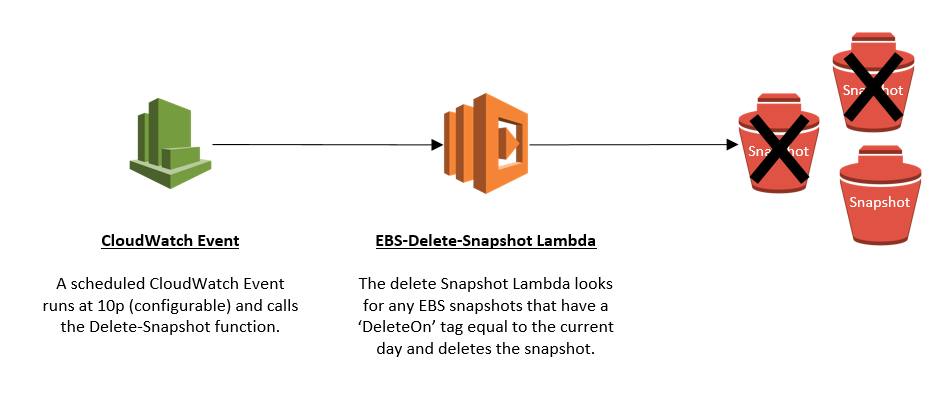 CloudWatch Event
A scheduled CloudWatch Event
runs at 10p (configurable) and calls
the Delete-Snapshot function.
EBS-Delete-Snapshot Lambda
The delete Snapshot Lambda looks
for any EBS snapshots that have a
‘DeleteOn’ tag equal to the current
day and deletes the snapshot.
Snapshot
Snapshot
Snapshot